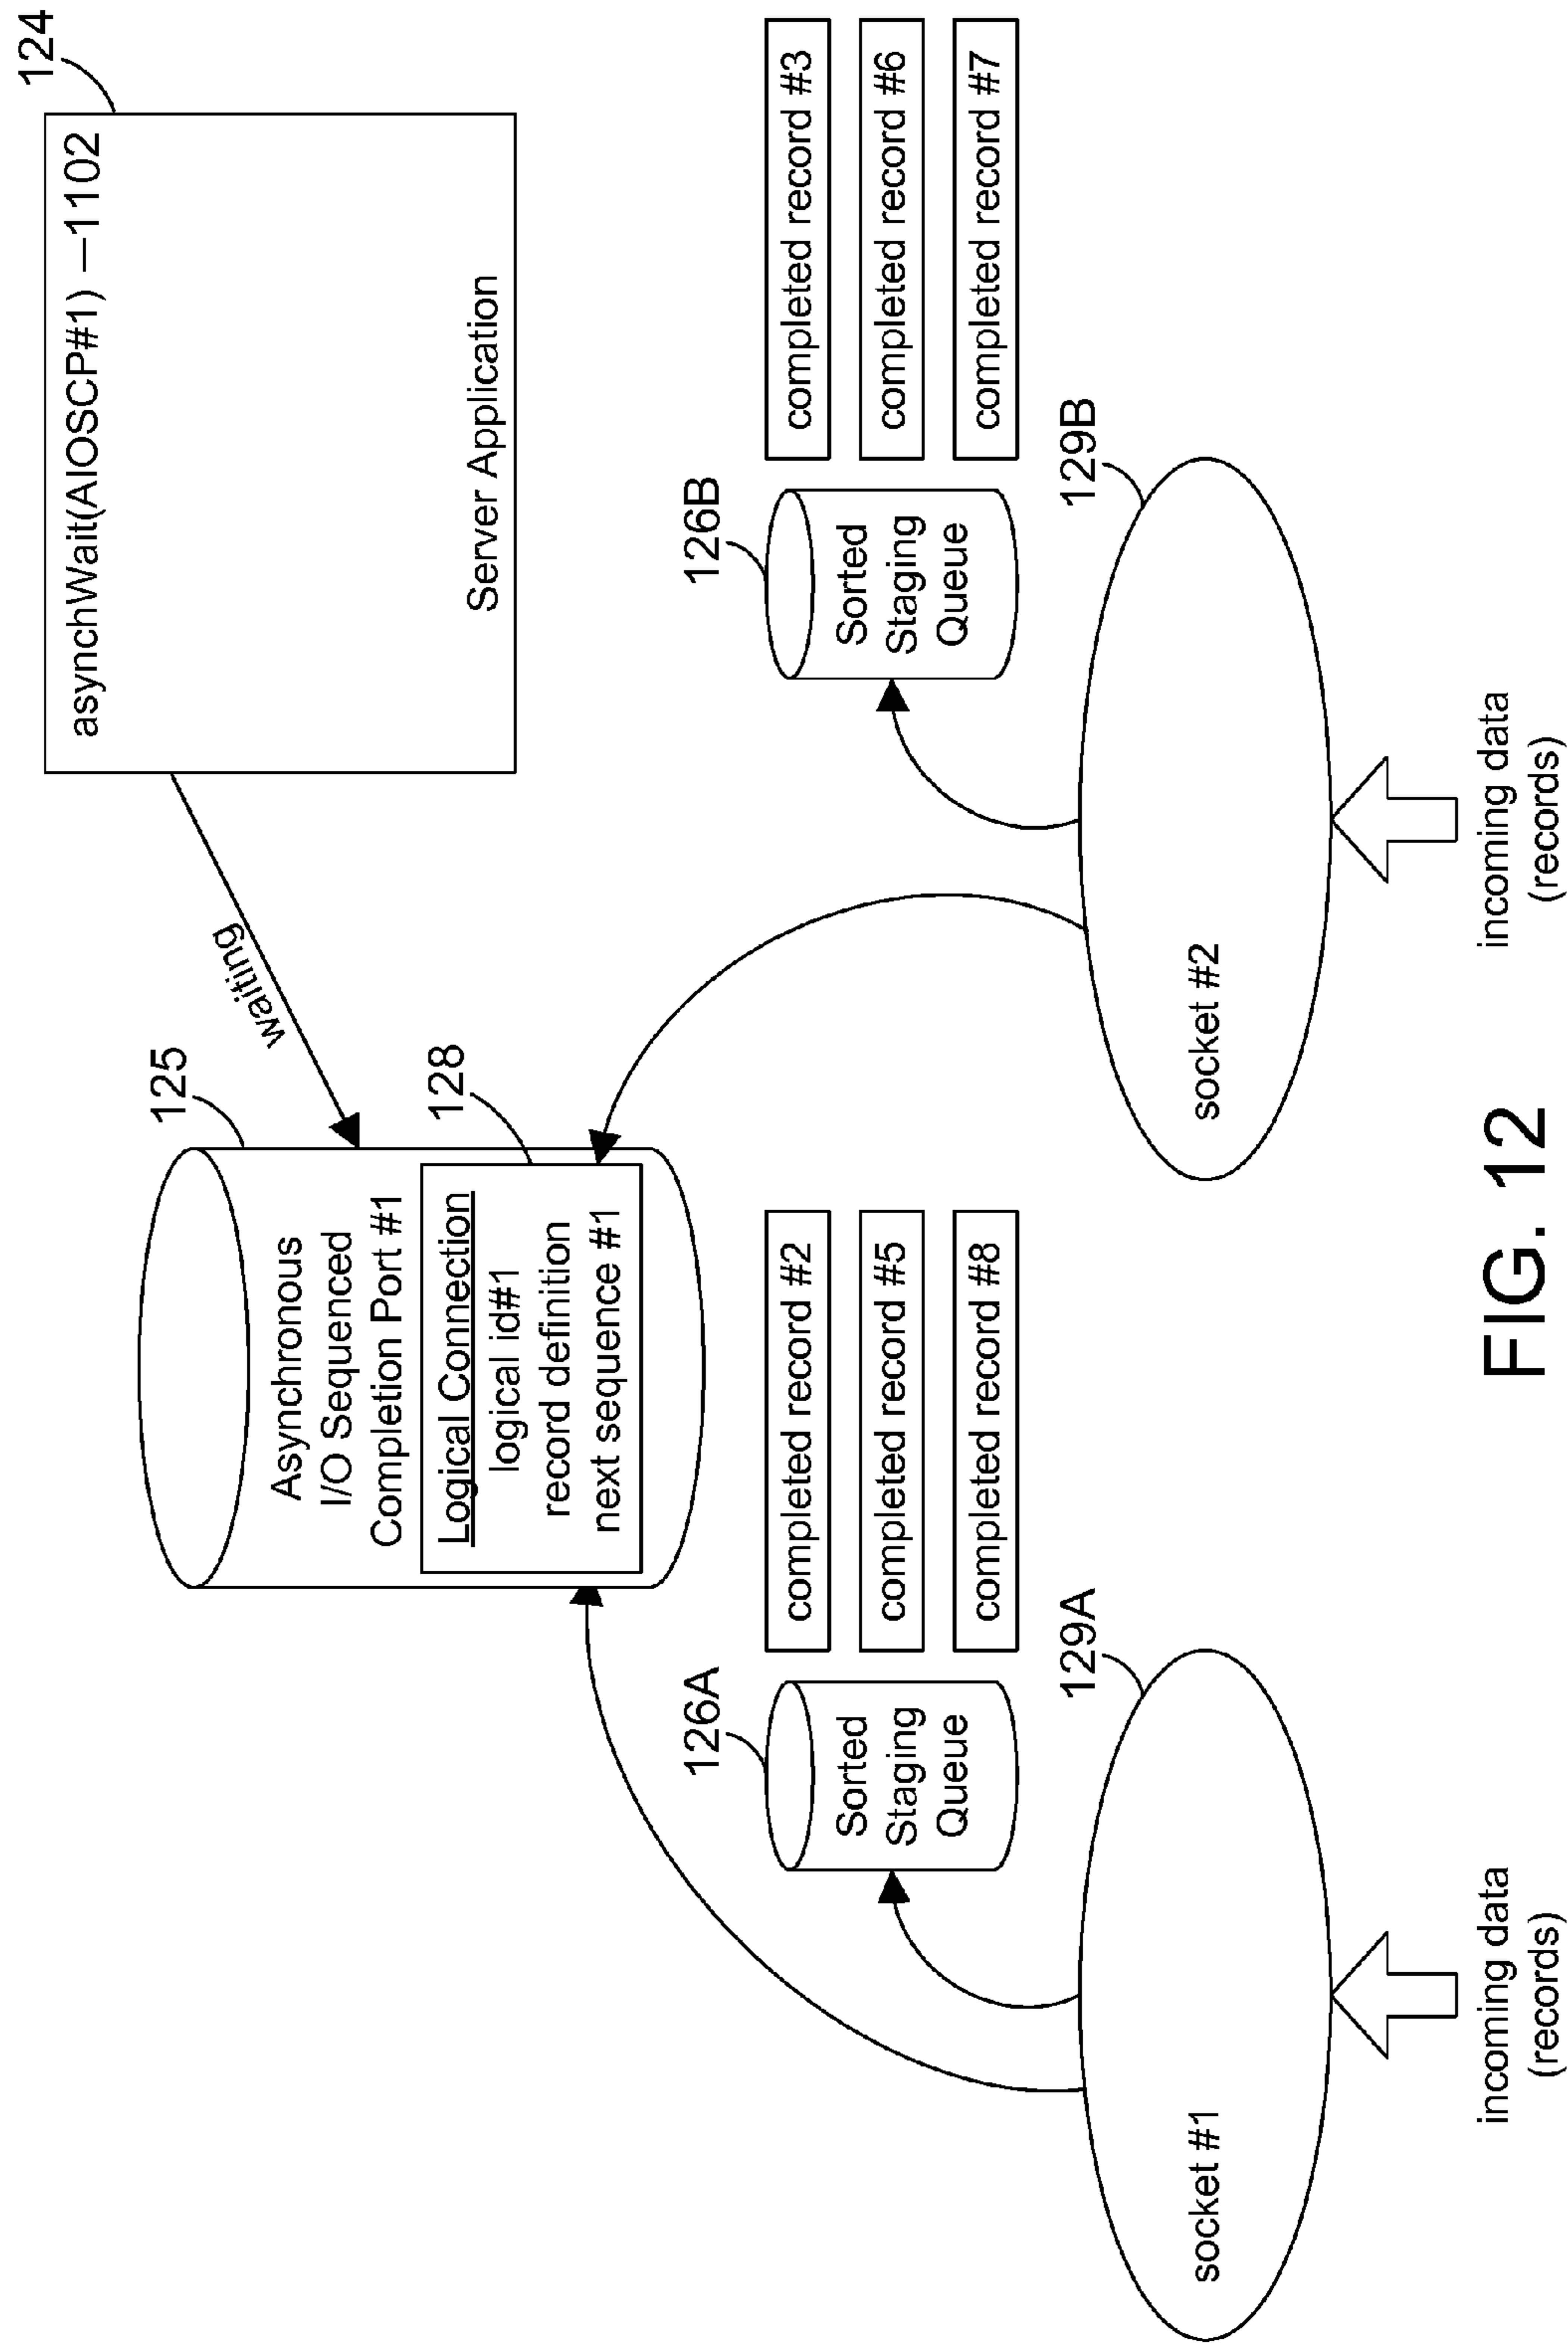 124
asynchWait(AIOSCP#1) —1102
Server Application
waiting
125
Asynchronous
I/O Sequenced
Completion Port #1
128
Logical Connection
logical id#1
record definition
next sequence #1
126A
Sorted
Staging
Queue
completed record #2
completed record #5
completed record #8
126B
Sorted
Staging
Queue
completed record #3
completed record #6
completed record #7
129A
socket #1
129B
socket #2
incoming data
(records)
incoming data
(records)
FIG. 12